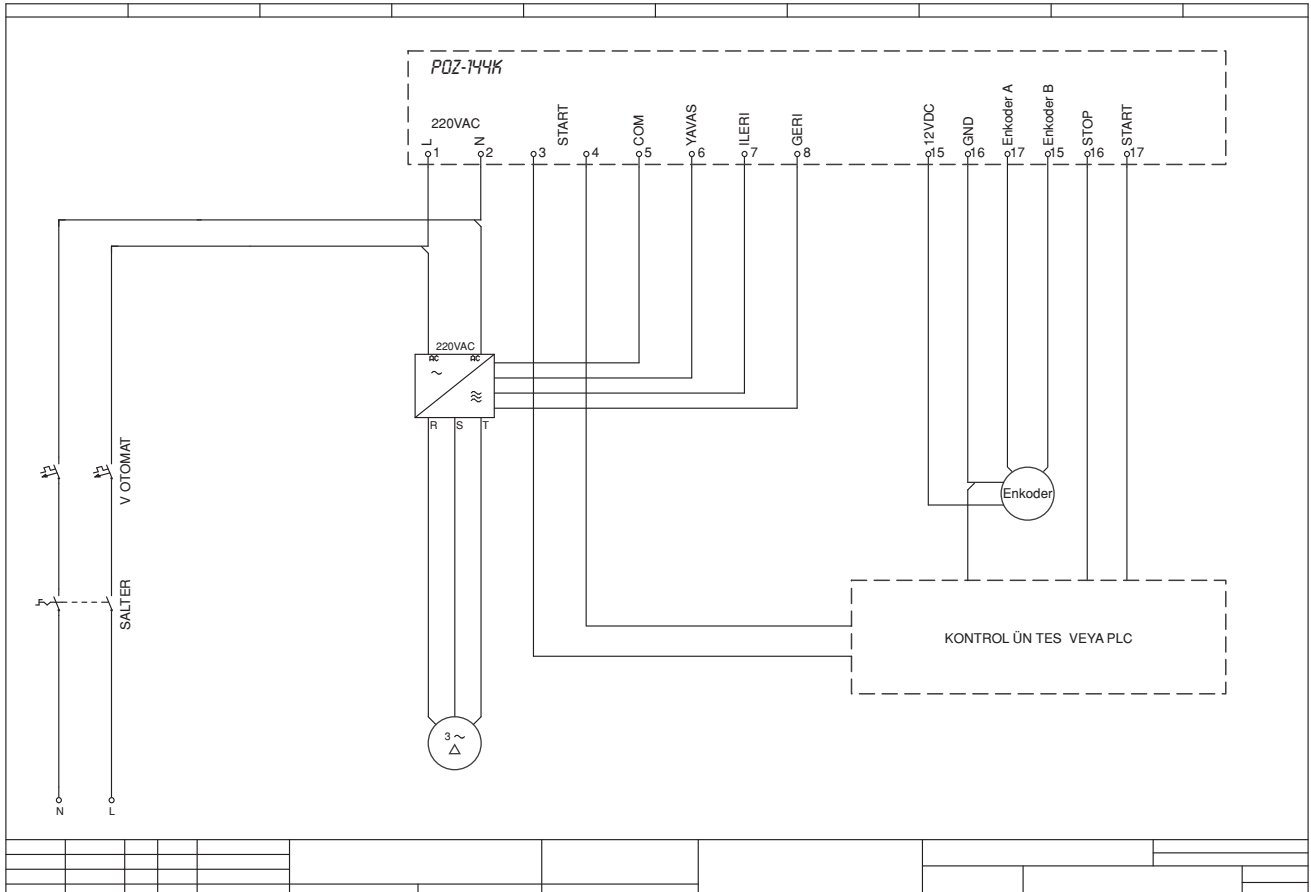 POZ-144K
220VAC
L
1
N
2
START
3
4
COM
5
YAVAS
6
ILERI
7
GERI
8
12VDC
15
GND
16
Enkoder A
17
Enkoder B
15
STOP
16
START
17
220VAC
AC
AC
R
S
T
V OTOMAT
SALTER
Enkoder
KONTROL ÜN TES VEYA PLC
3 ~
N
L